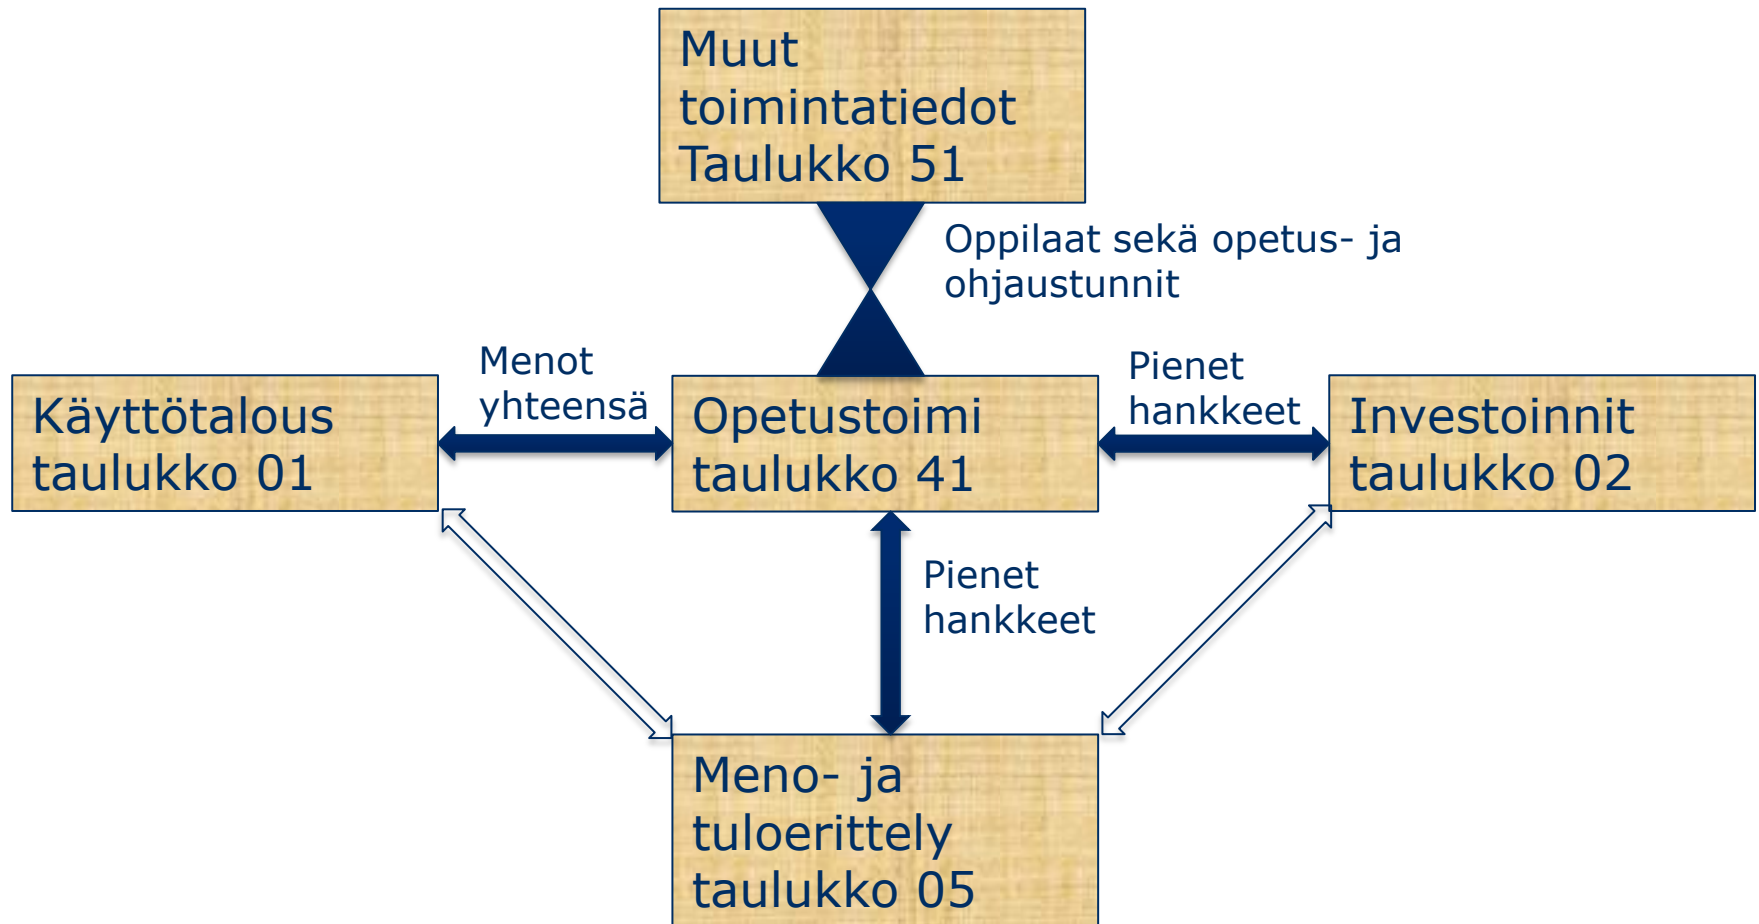 Muut
toimintatiedot
Taulukko 51
Oppilaat sekä opetus- ja
ohjaustunnit
Menot
yhteensä
Pienet
hankkeet
Käyttötalous
taulukko 01
Opetustoimi
taulukko 41
Investoinnit
taulukko 02
Pienet
hankkeet
Meno- ja
tuloerittely
taulukko 05